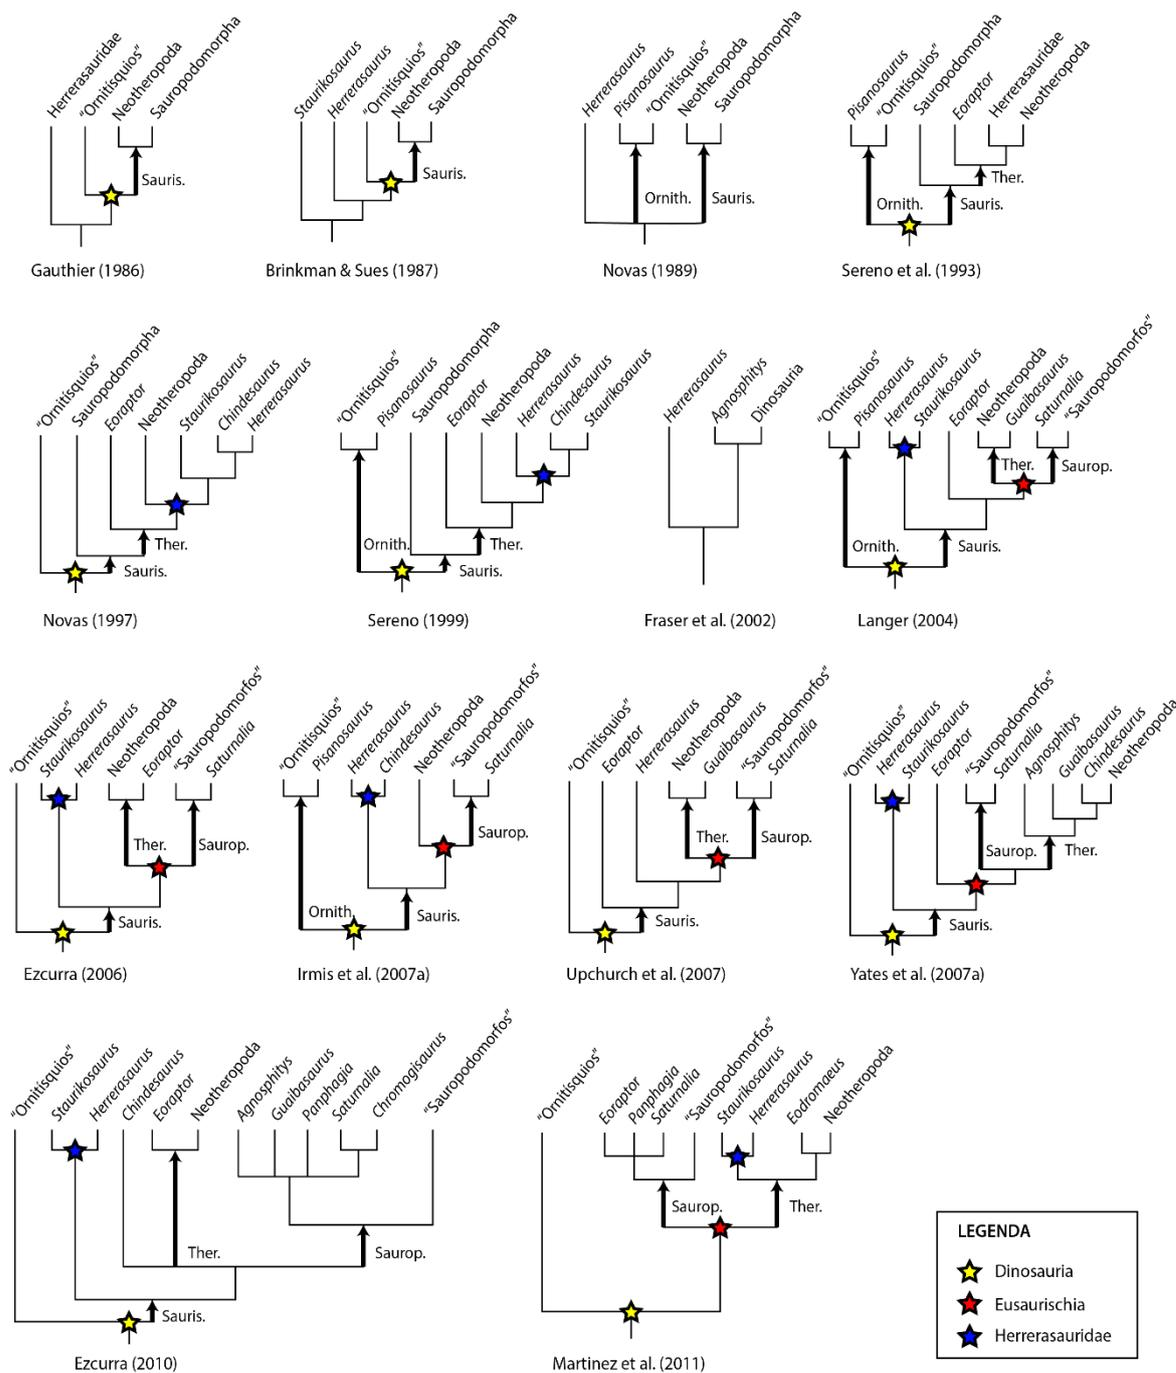 Herrerasauridae
"Ornitísquios"
Neotheropoda
Sauropodomorpha
Sauris.
Gauthier (1986)
Staurikosaurus
Herrerasaurus
"Ornitísquios"
Neotheropoda
Sauropodomorpha
Sauris.
Brinkman & Sues (1987)
Herrerasaurus
Pisanosaurus
"Ornitísquios"
Neotheropoda
Sauropodomorpha
Ornith.
Sauris.
Novas (1989)
Pisanosaurus
"Ornitísquios"
Sauropodomorpha
Eoraptor
Herrerasauridae
Neotheropoda
Ther.
Ornith.
Sauris.
Sereno et al. (1993)
"Ornitísquios"
Sauropodomorpha
Eoraptor
Neotheropoda
Staurikosaurus
Chindesaurus
Herrerasaurus
Ther.
Sauris.
Novas (1997)
"Ornitísquios"
Pisanosaurus
Sauropodomorpha
Eoraptor
Neotheropoda
Herrerasaurus
Chindesaurus
Staurikosaurus
Ornith.
Ther.
Sauris.
Sereno (1999)
Herrerasaurus
Agnosphitys
Dinosauria
Fraser et al. (2002)
"Ornitísquios"
Pisanosaurus
Herrerasaurus
Staurikosaurus
Eoraptor
Neotheropoda
Guaibasaurus
Saturnalia
"Sauropodomorfos"
Ther.
Saurop.
Ornith.
Sauris.
Langer (2004)
"Ornitísquios"
Staurikosaurus
Herrerasaurus
Neotheropoda
Eoraptor
"Sauropodomorfos"
Saturnalia
Ther.
Saurop.
Sauris.
Ezcurra (2006)
"Ornitísquios"
Pisanosaurus
Herrerasaurus
Chindesaurus
Neotheropoda
"Sauropodomorfos"
Saturnalia
Saurop.
Ornith.
Sauris.
Irmis et al. (2007a)
"Ornitísquios"
Eoraptor
Herrerasaurus
Neotheropoda
Guaibasaurus
"Sauropodomorfos"
Saturnalia
Ther.
Saurop.
Sauris.
Upchurch et al. (2007)
"Ornitísquios"
Herrerasaurus
Staurikosaurus
Eoraptor
"Sauropodomorfos"
Saturnalia
Agnosphitys
Guaibasaurus
Chindesaurus
Neotheropoda
Saurop.
Ther.
Sauris.
Yates et al. (2007a)
"Ornitísquios"
Staurikosaurus
Herrerasaurus
Chindesaurus
Eoraptor
Neotheropoda
Agnosphitys
Guaibasaurus
Panphagia
Saturnalia
Chromogisaurus
"Sauropodomorfos"
Ther.
Saurop.
Sauris.
Ezcurra (2010)
"Ornitísquios"
Eoraptor
Panphagia
Saturnalia
"Sauropodomorfos"
Staurikosaurus
Herrerasaurus
Eodromaeus
Neotheropoda
Saurop.
Ther.
Martinez et al. (2011)
LEGENDA
Dinosauria
Eusaurischia
Herrerasauridae